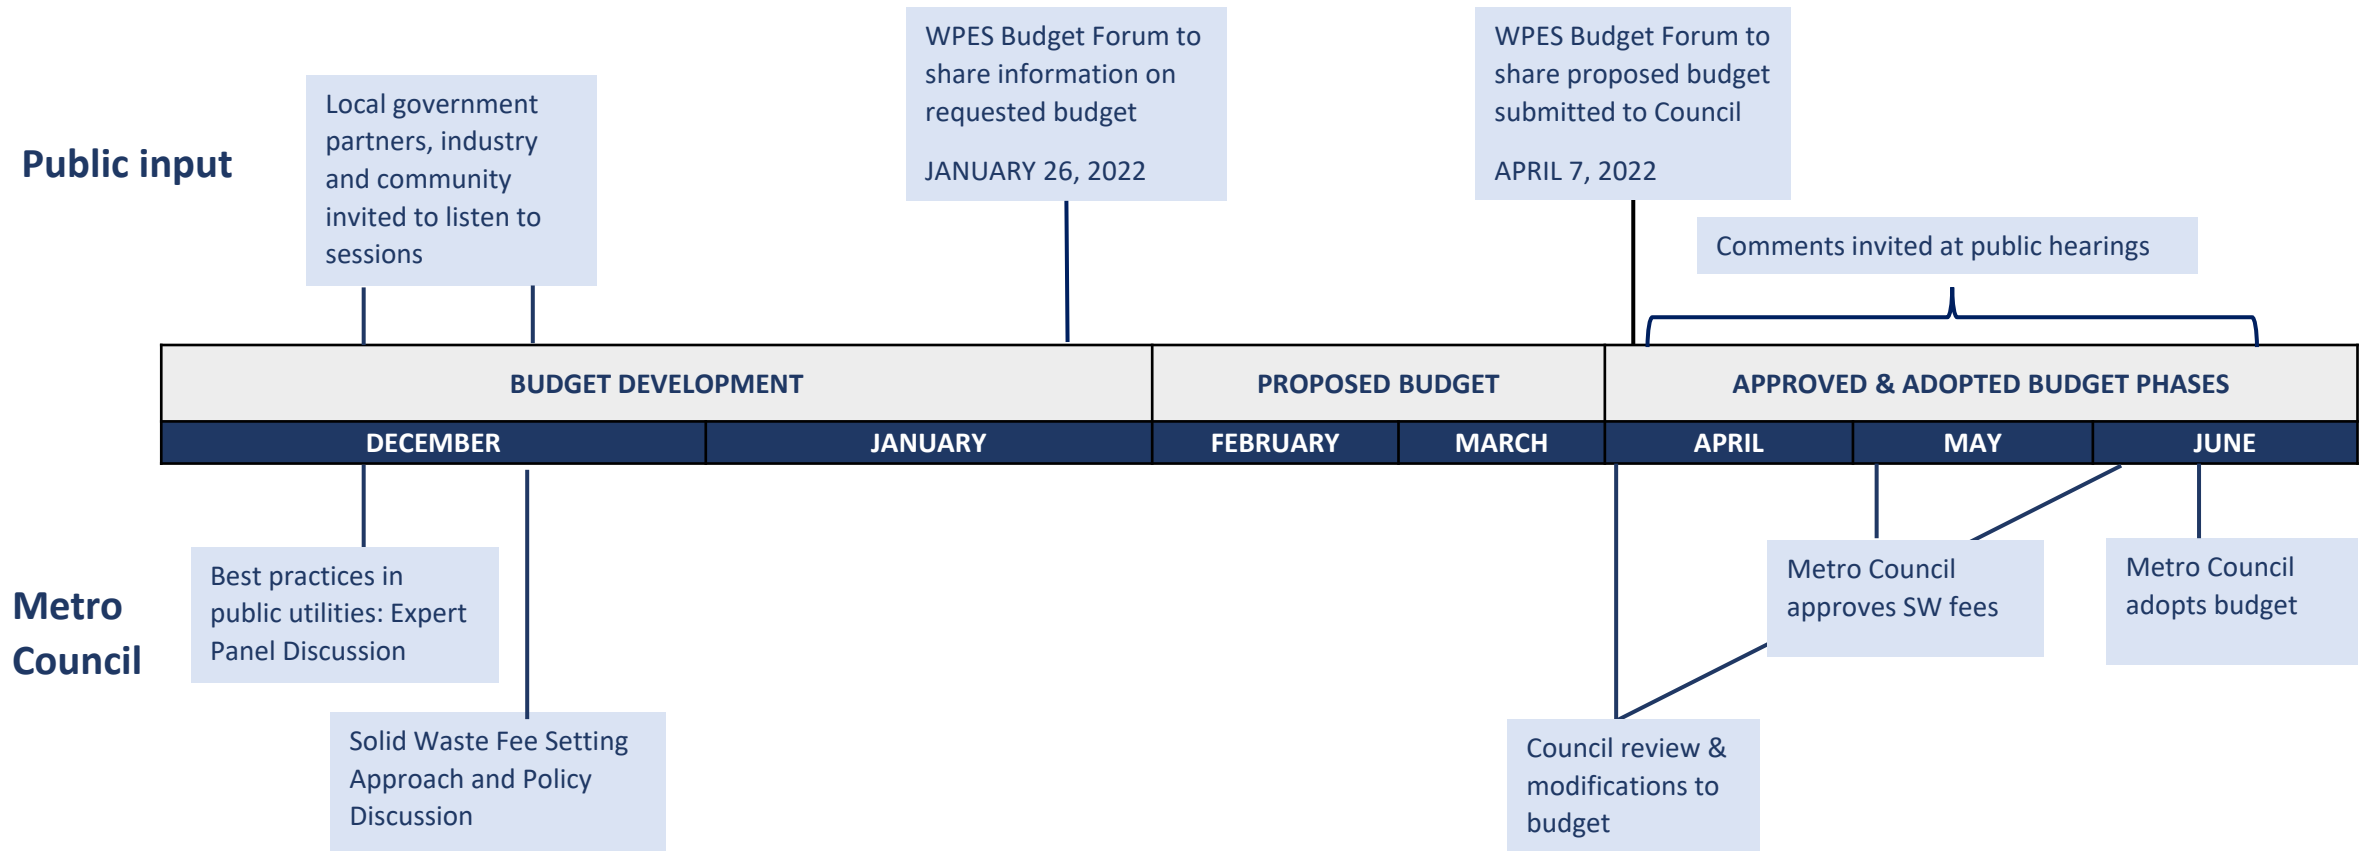 WPES Budget Forum to
share information on
requested budget
JANUARY 26, 2022
WPES Budget Forum to
share proposed budget
submitted to Council
APRIL 7, 2022
Local government
partners, industry
and community
invited to listen to
sessions
Public input
Comments invited at public hearings
BUDGET DEVELOPMENT
PROPOSED BUDGET
APPROVED & ADOPTED BUDGET PHASES
DECEMBER
JANUARY
FEBRUARY
MARCH
APRIL
MAY
JUNE
Metro
Council
Best practices in
public utilities: Expert
Panel Discussion
Metro Council
approves SW fees
Metro Council
adopts budget
Solid Waste Fee Setting
Approach and Policy
Discussion
Council review &
modifications to
budget